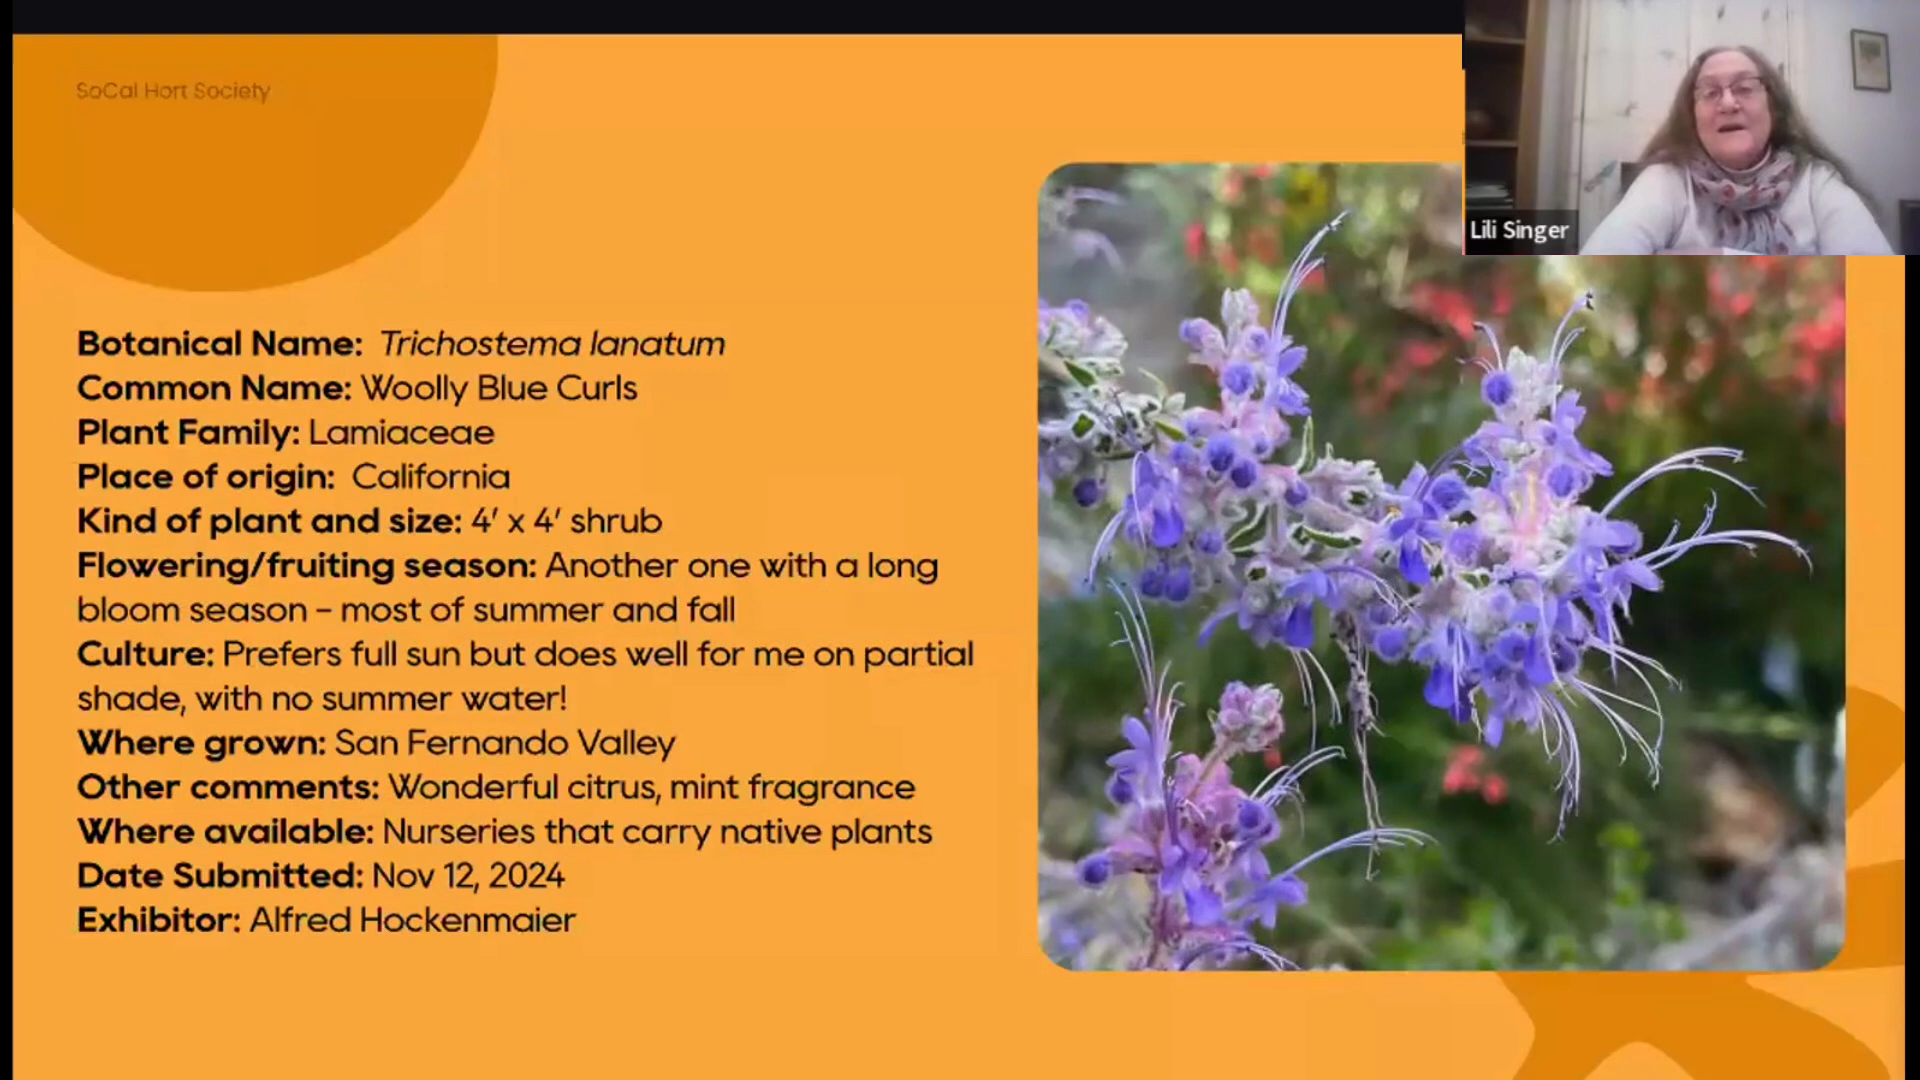 SoCal Hort Society
Lili Singer
Botanical Name: Trichostema lanatum
Common Name: Woolly Blue Curls
Plant Family: Lamiaceae
Place of origin: California
Kind of plant and size: 4' x 4' shrub
Flowering/fruiting season: Another one with a long
bloom season – most of summer and fall
Culture: Prefers full sun but does well for me on partial
shade, with no summer water!
Where grown: San Fernando Valley
Other comments: Wonderful citrus, mint fragrance
Where available: Nurseries that carry native plants
Date Submitted: Nov 12, 2024
Exhibitor: Alfred Hockenmaier